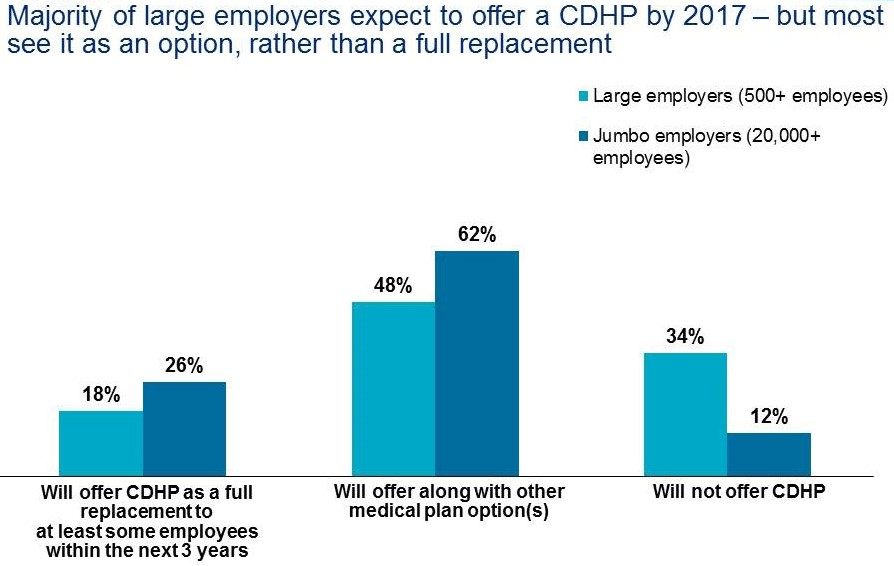 Majority of large employers expect to offer a CDHP by 2017 – but most
see it as an option, rather than a full replacement
Large employers (500+ employees)
Jumbo employers (20,000+
employees)
62%
48%
34%
26%
18%
12%
Will offer CDHP as a full
replacement to
at least some employees
within the next 3 years
Will offer along with other
medical plan option(s)
Will not offer CDHP